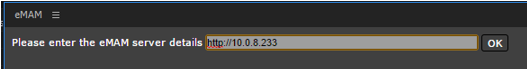 eMAM
Please enter the eMAM server details http://10.0.8.233 OK